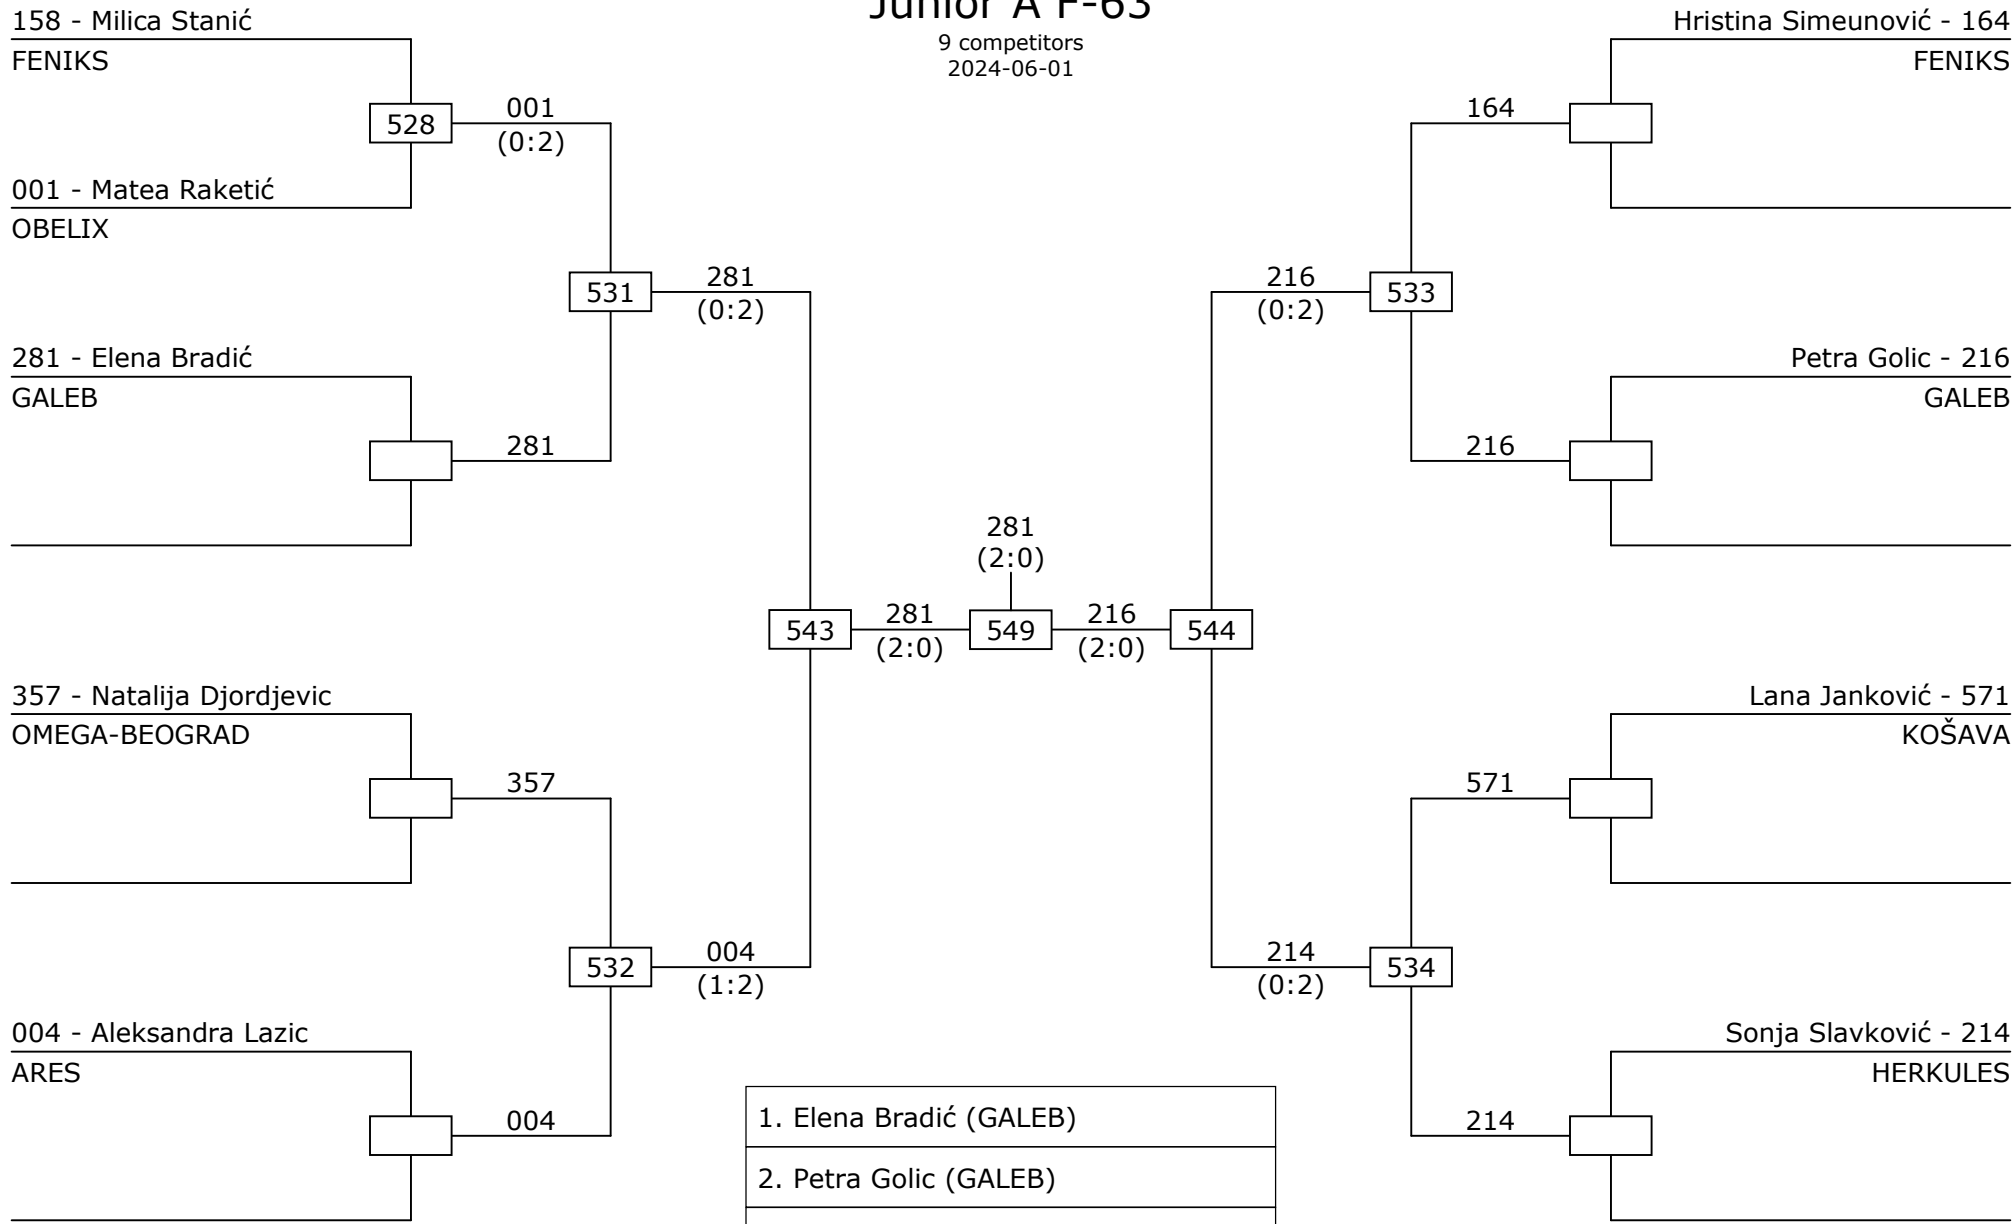 Junior A F-63
9 competitors
2024-06-01
158 - Milica Stanić
FENIKS
528
001
(0:2)
001 - Matea Raketić
OBELIX
531
281
(0:2)
281 - Elena Bradić
GALEB
281
357 - Natalija Djordjevic
OMEGA-BEOGRAD
357
532
004
(1:2)
004 - Aleksandra Lazic
ARES
004
543
281
(2:0)
281
(2:0)
549
216
(2:0)
544
Hristina Simeunović - 164
FENIKS
164
216
(0:2)
533
Petra Golic - 216
GALEB
216
Lana Janković - 571
KOŠAVA
571
214
(0:2)
534
Sonja Slavković - 214
HERKULES
214
1. Elena Bradić (GALEB)
2. Petra Golic (GALEB)